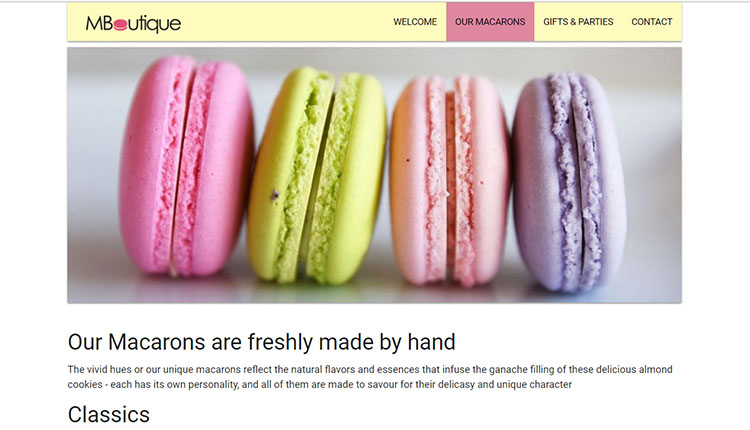 MBoutique
WELCOME OUR MACARONS GIFTS & PARTIES CONTACT
Our Macarons are freshly made by hand
The vivid hues or our unique macarons reflect the natural flavors and essences that infuse the ganache filling of these delicious almond
cookies - each has its own personality, and all of them are made to savour for their delicasy and unique character
Classics